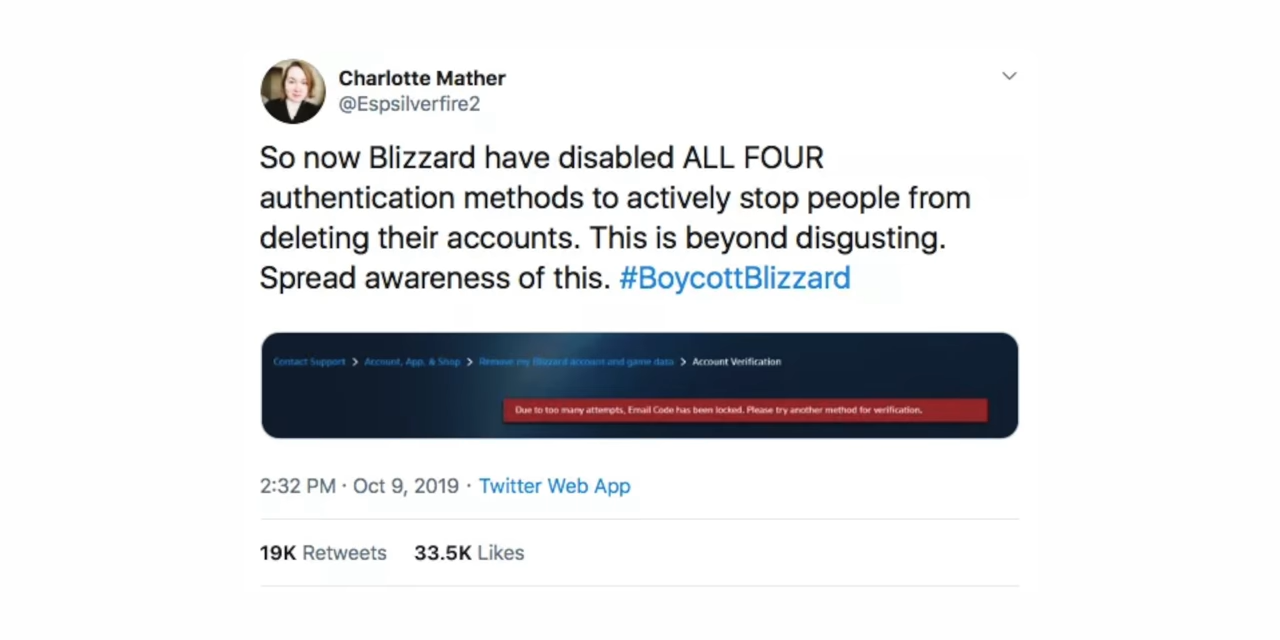 Charlotte Mather
@Espsilverfire2
So now Blizzard have disabled ALL FOUR
authentication methods to actively stop people from
deleting their accounts. This is beyond disgusting.
Spread awareness of this. #BoycottBlizzard
Contact Support > Account, App, & Shop > Remove my Blizzard account and game data > Account Verification
Due to too many attempts, Email Code has been locked. Please try another method for verification.
2:32 PM · Oct 9, 2019 · Twitter Web App
19K Retweets 33.5K Likes